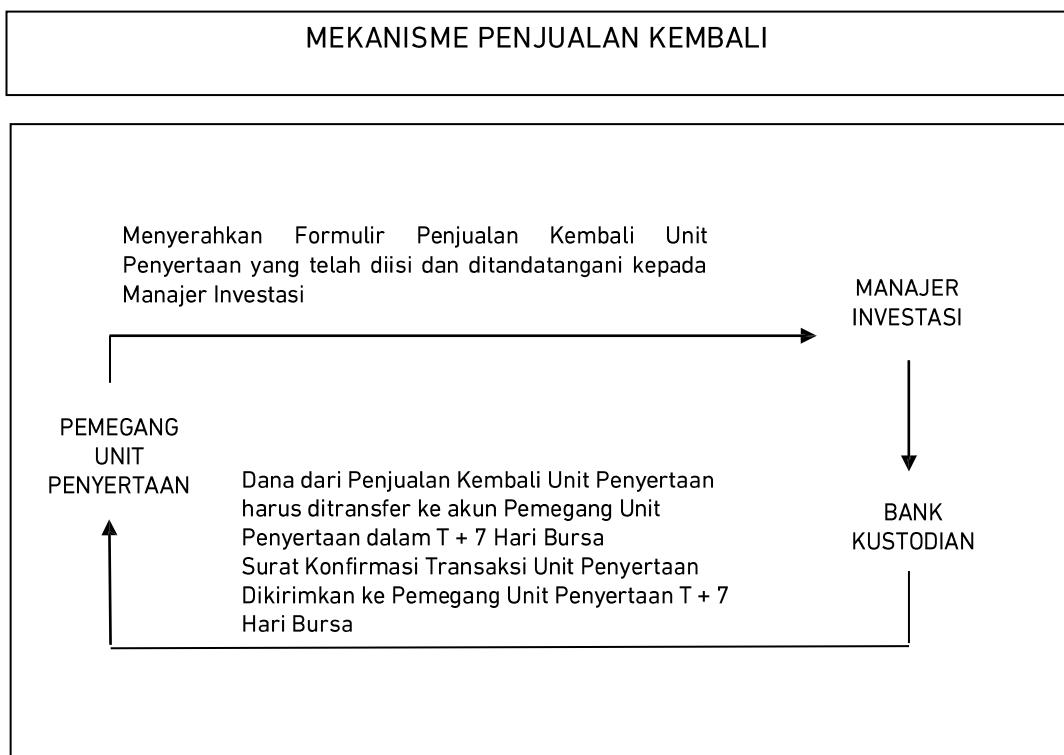 MEKANISME PENJUALAN KEMBALI
Menyerahkan Formulir Penjualan Kembali Unit
Penyertaan yang telah diisi dan ditandatangani kepada
Manajer Investasi
MANAJER
INVESTASI
PEMEGANG
UNIT
PENYERTAAN
Dana dari Penjualan Kembali Unit Penyertaan
harus ditransfer ke akun Pemegang Unit
Penyertaan dalam T + 7 Hari Bursa
Surat Konfirmasi Transaksi Unit Penyertaan
Dikirimkan ke Pemegang Unit Penyertaan T + 7
Hari Bursa
BANK
KUSTODIAN